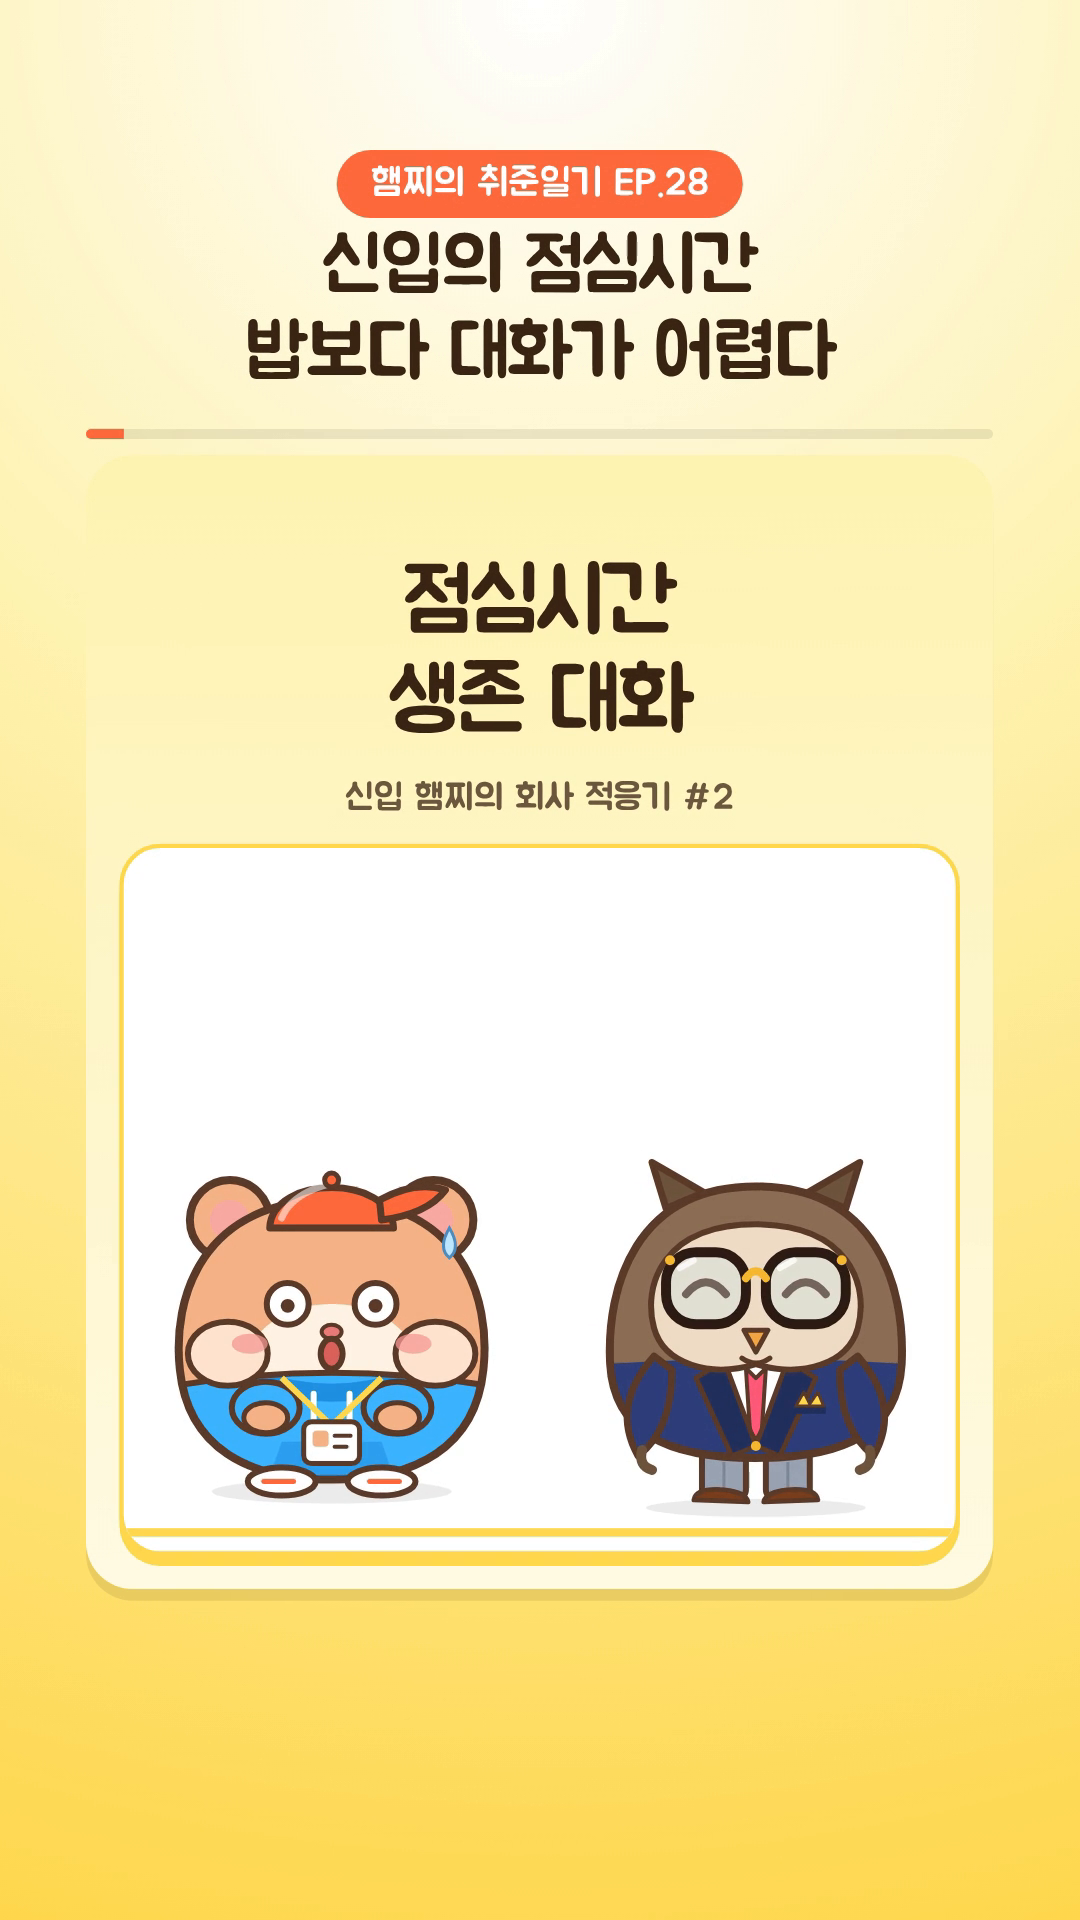 햄찌의 취준일기 EP.28
신입의 점심시간
밥보다 대화가 어렵다
점심시간
생존 대화
신입 햄찌의 회사 적응기 #2